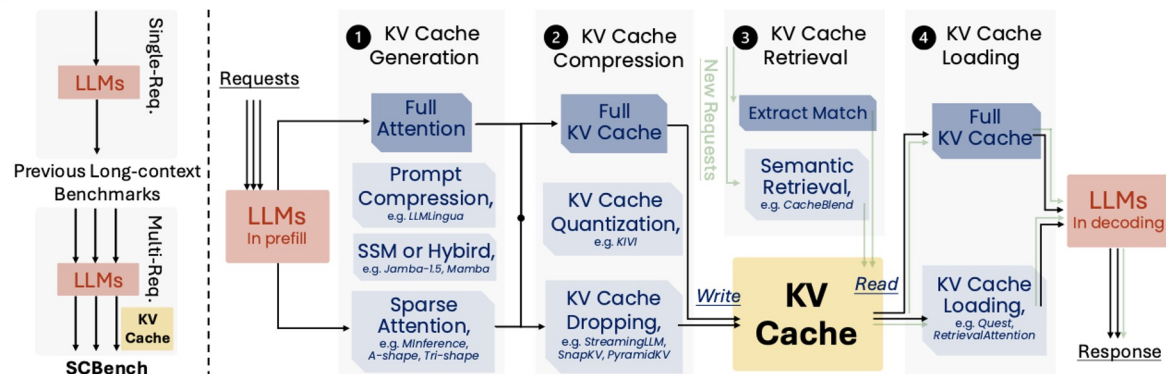 Single-Req.
LLMs
Previous Long-context
Benchmarks
Multi-Req.
LLMs
KV
Cache
SCBench
Requests
LLMs
In prefill
1 KV Cache
Generation
Full
Attention
Prompt
Compression,
e.g. LLMLingua
SSM or Hybird,
e.g. Jamba-1.5, Mamba
Sparse
Attention,
e.g. MInference,
A-shape, Tri-shape
2 KV Cache
Compression
Full
KV Cache
KV Cache
Quantization,
e.g. KIVI
KV Cache
Dropping,
e.g. StreamingLLM,
SnapKV, PyramidKV
3 KV Cache
Retrieval
New Requests
Extract Match
Semantic
Retrieval,
e.g. CacheBlend
Write
KV
Cache
Read
4 KV Cache
Loading
Full
KV Cache
KV Cache
Loading,
e.g. Quest,
RetrievalAttention
LLMs
In decoding
Response